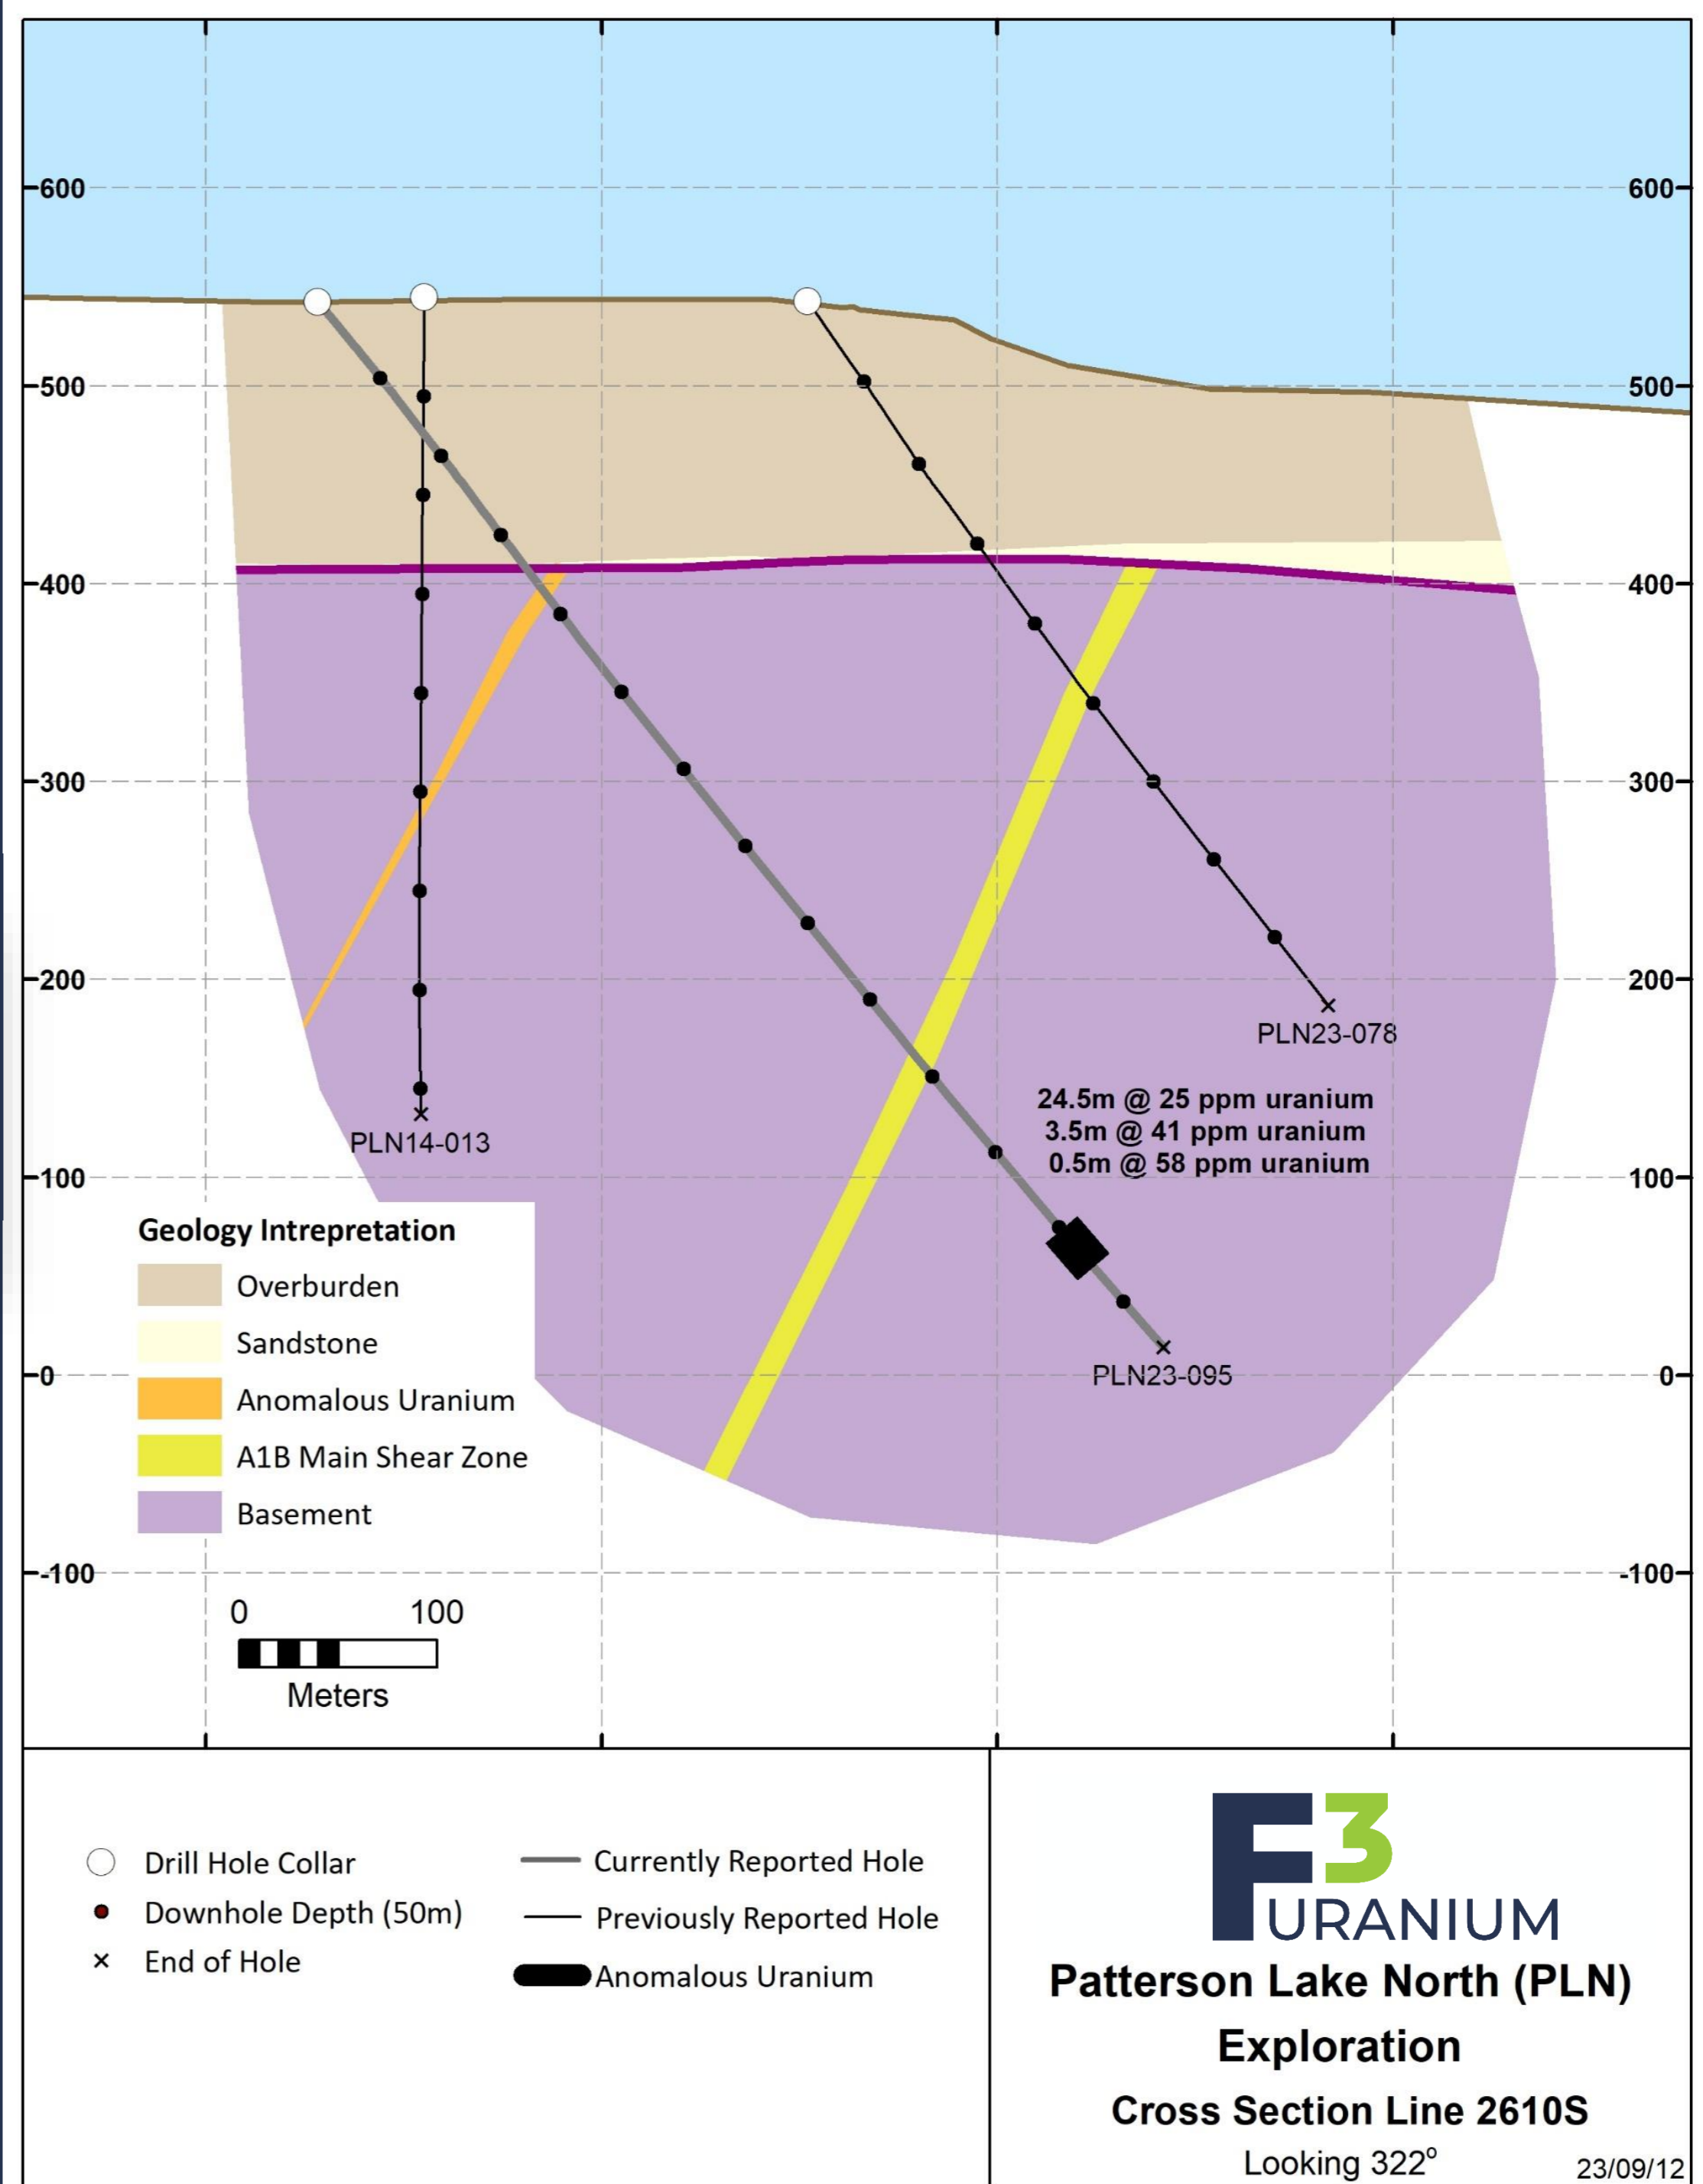 600
600
500
500
400
400
300
300
200
200
PLN23-078
24.5m @ 25 ppm uranium
3.5m @ 41 ppm uranium
0.5m @ 58 ppm uranium
PLN14-013
100
100
Geology Intrepretation
Overburden
Sandstone
Anomalous Uranium
A1B Main Shear Zone
Basement
0
0
PLN23-095
-100
-100
0 100
Meters
Drill Hole Collar
Downhole Depth (50m)
End of Hole
Currently Reported Hole
Previously Reported Hole
Anomalous Uranium
F3
URANIUM
Patterson Lake North (PLN)
Exploration
Cross Section Line 2610S
Looking 322°
23/09/12